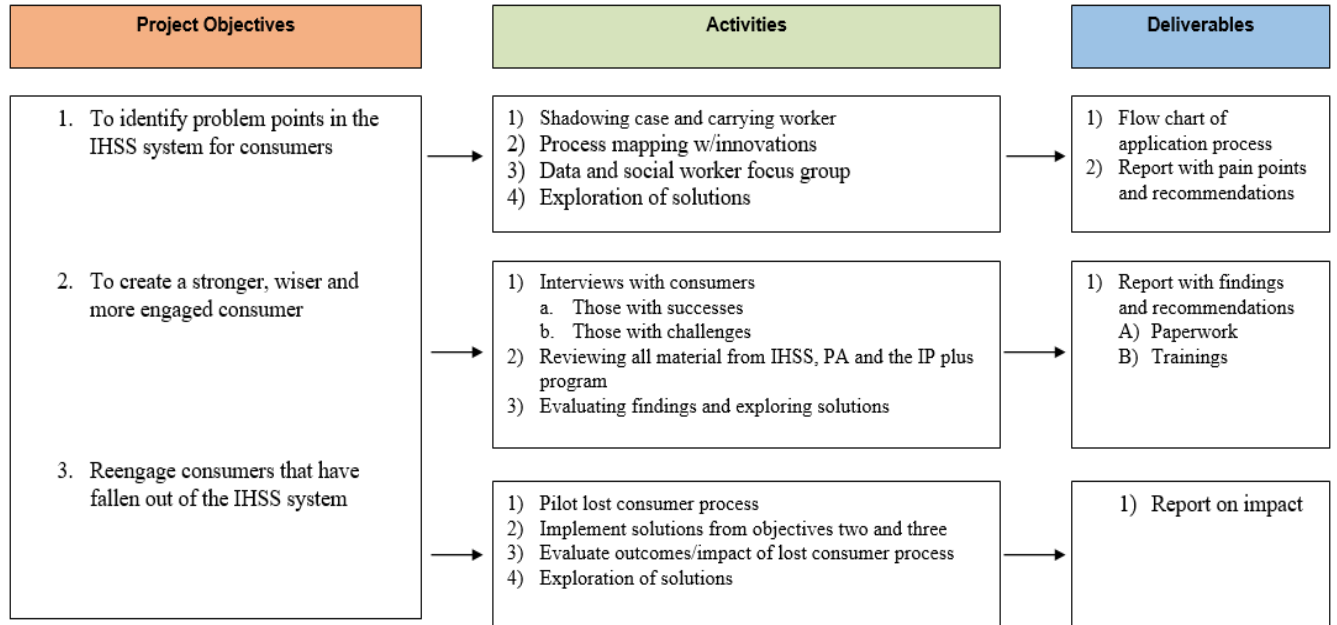 Project Objectives
Activities
Deliverables
1. To identify problem points in the
IHSS system for consumers
1) Shadowing case and carrying worker
2) Process mapping w/innovations
3) Data and social worker focus group
4) Exploration of solutions
1) Flow chart of
application process
2) Report with pain points
and recommendations
2. To create a stronger, wiser and
more engaged consumer
1) Interviews with consumers
a. Those with successes
b. Those with challenges
2) Reviewing all material from IHSS, PA and the IP plus
program
3) Evaluating findings and exploring solutions
1) Report with findings
and recommendations
A) Paperwork
B) Trainings
3. Reengage consumers that have
fallen out of the IHSS system
1) Pilot lost consumer process
2) Implement solutions from objectives two and three
3) Evaluate outcomes/impact of lost consumer process
4) Exploration of solutions
1) Report on impact